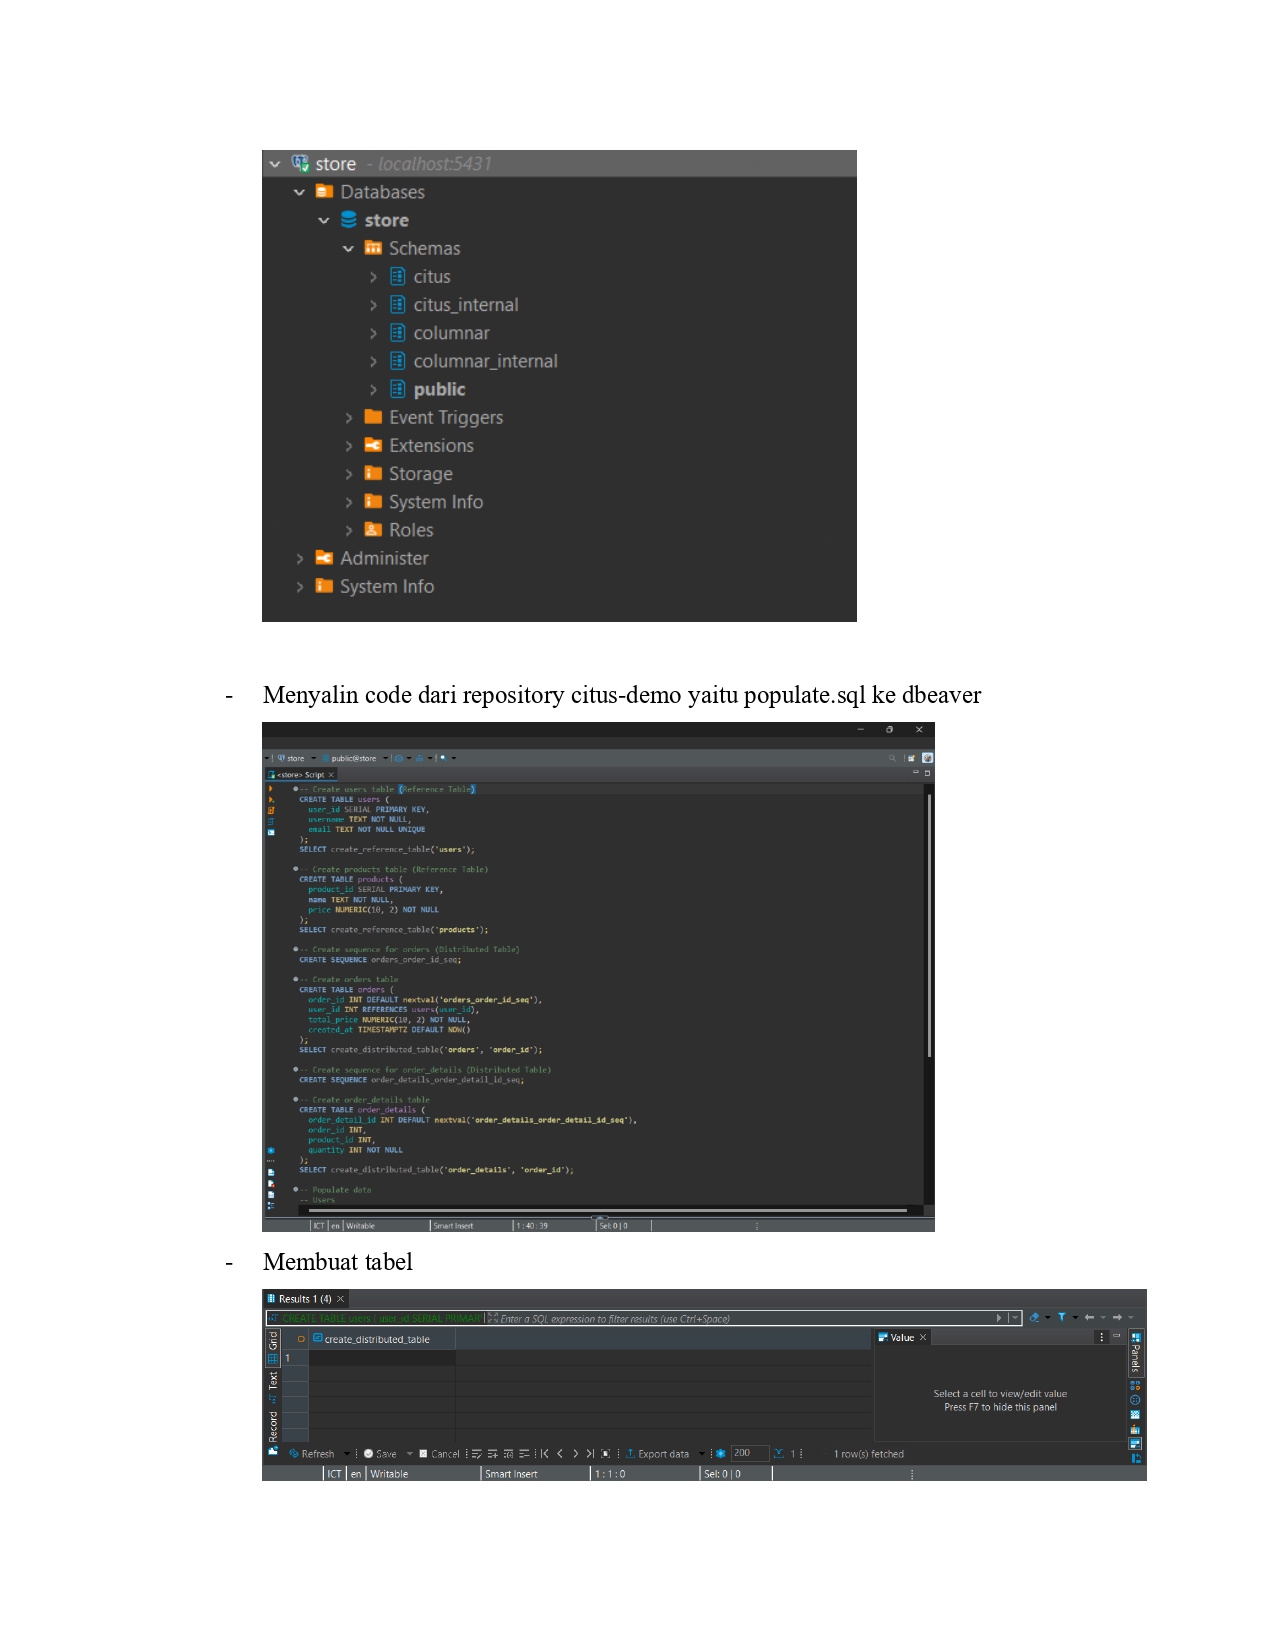 store - localhost:5431
Databases
store
Schemas
citus
citus_internal
columnar
columnar_internal
public
Event Triggers
Extensions
Storage
System Info
Roles
Administer
System Info
- Menyalin code dari repository citus-demo yaitu populate.sql ke dbeaver
store public@store
<store> Script
-- Create users table (Reference Table)
CREATE TABLE users (
user_id SERIAL PRIMARY KEY,
username TEXT NOT NULL,
email TEXT NOT NULL UNIQUE
);
SELECT create_reference_table('users');
-- Create products table (Reference Table)
CREATE TABLE products (
product_id SERIAL PRIMARY KEY,
name TEXT NOT NULL,
price NUMERIC(10, 2) NOT NULL
);
SELECT create_reference_table('products');
-- Create sequence for orders (Distributed Table)
CREATE SEQUENCE orders_order_id_seq;
-- Create orders table
CREATE TABLE orders (
order_id INT DEFAULT nextval('orders_order_id_seq'),
user_id INT REFERENCES users(user_id),
total_price NUMERIC(10, 2) NOT NULL,
created_at TIMESTAMPTZ DEFAULT NOW()
);
SELECT create_distributed_table('orders', 'order_id');
-- Create sequence for order_details (Distributed Table)
CREATE SEQUENCE order_details_order_detail_id_seq;
-- Create order_details table
CREATE TABLE order_details (
order_detail_id INT DEFAULT nextval('order_details_order_detail_id_seq'),
order_id INT,
product_id INT,
quantity INT NOT NULL
);
SELECT create_distributed_table('order_details', 'order_id');
-- Populate data
-- Users
ICT en Writable Smart Insert 1 : 40 : 39 Sel: 0 | 0
- Membuat tabel
Results 1 (4)
CREATE TABLE users ( user_id SERIAL PRIMAR Enter a SQL expression to filter results (use Ctrl+Space)
Grid create_distributed_table Value
1 Panels
Text
Select a cell to view/edit value
Press F7 to hide this panel
Record
Refresh Save Cancel Export data 200 1 1 row(s) fetched
ICT en Writable Smart Insert 1 : 1 : 0 Sel: 0 | 0